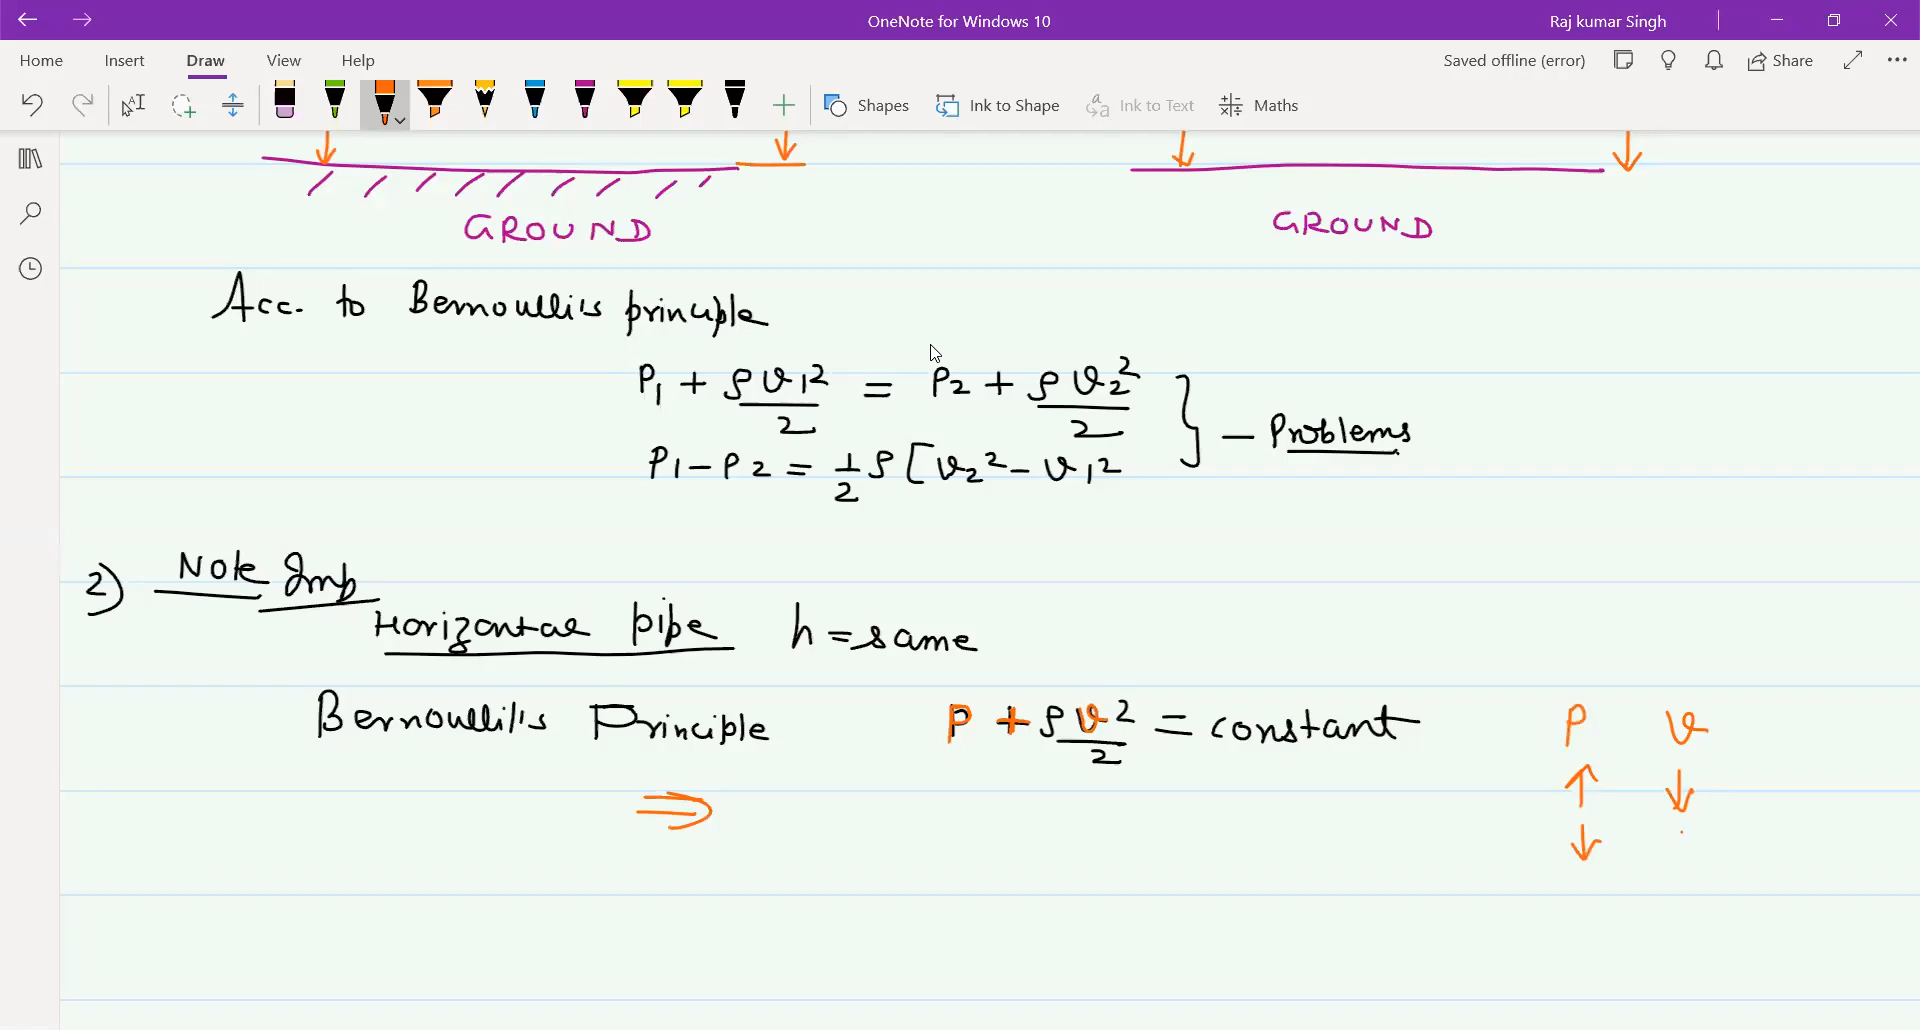 OneNote for Windows 10
Raj kumar Singh
Home Insert Draw View Help
Saved offline (error)
Share
Shapes
Ink to Shape
Ink to Text
Maths
GROUND
GROUND
Acc. to Bernoulli's principle
P₁ + ρv₁²/2 = P₂ + ρv₂²/2
P₁ – P₂ = 1/2 ρ [v₂² – v₁²
} — Problems
2) Note Imp
Horizontal pipe h = same
Bernoulli's Principle P + ρv²/2 = constant
P v
↑ ↓
⇒
↓